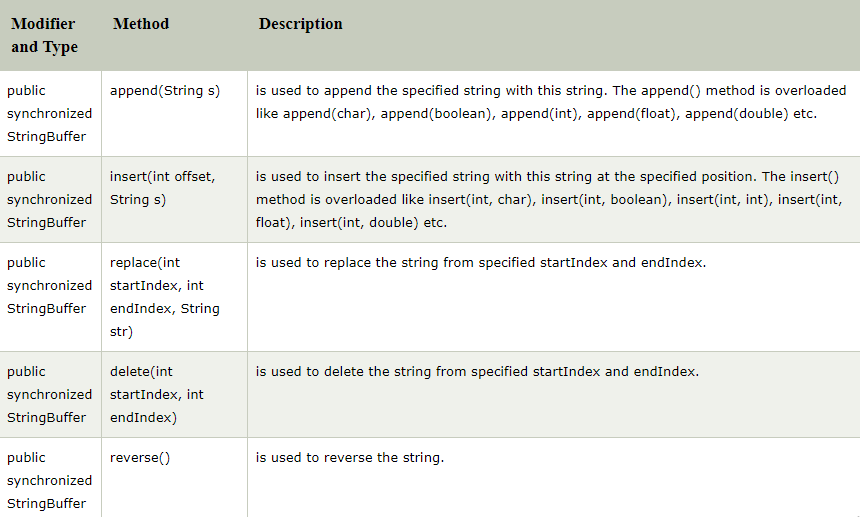 Modifier and Type
Method
Description
public synchronized StringBuffer
append(String s)
is used to append the specified string with this string. The append() method is overloaded
like append(char), append(boolean), append(int), append(float), append(double) etc.
public synchronized StringBuffer
insert(int offset,
String s)
is used to insert the specified string with this string at the specified position. The insert()
method is overloaded like insert(int, char), insert(int, boolean), insert(int, int), insert(int,
float), insert(int, double) etc.
public
synchronized
StringBuffer
replace(int
startIndex, int
endIndex, String
str)
is used to replace the string from specified startIndex and endIndex.
public
synchronized
StringBuffer
delete(int
startIndex, int
endIndex)
is used to delete the string from specified startIndex and endIndex.
public
synchronized
StringBuffer
reverse()
is used to reverse the string.